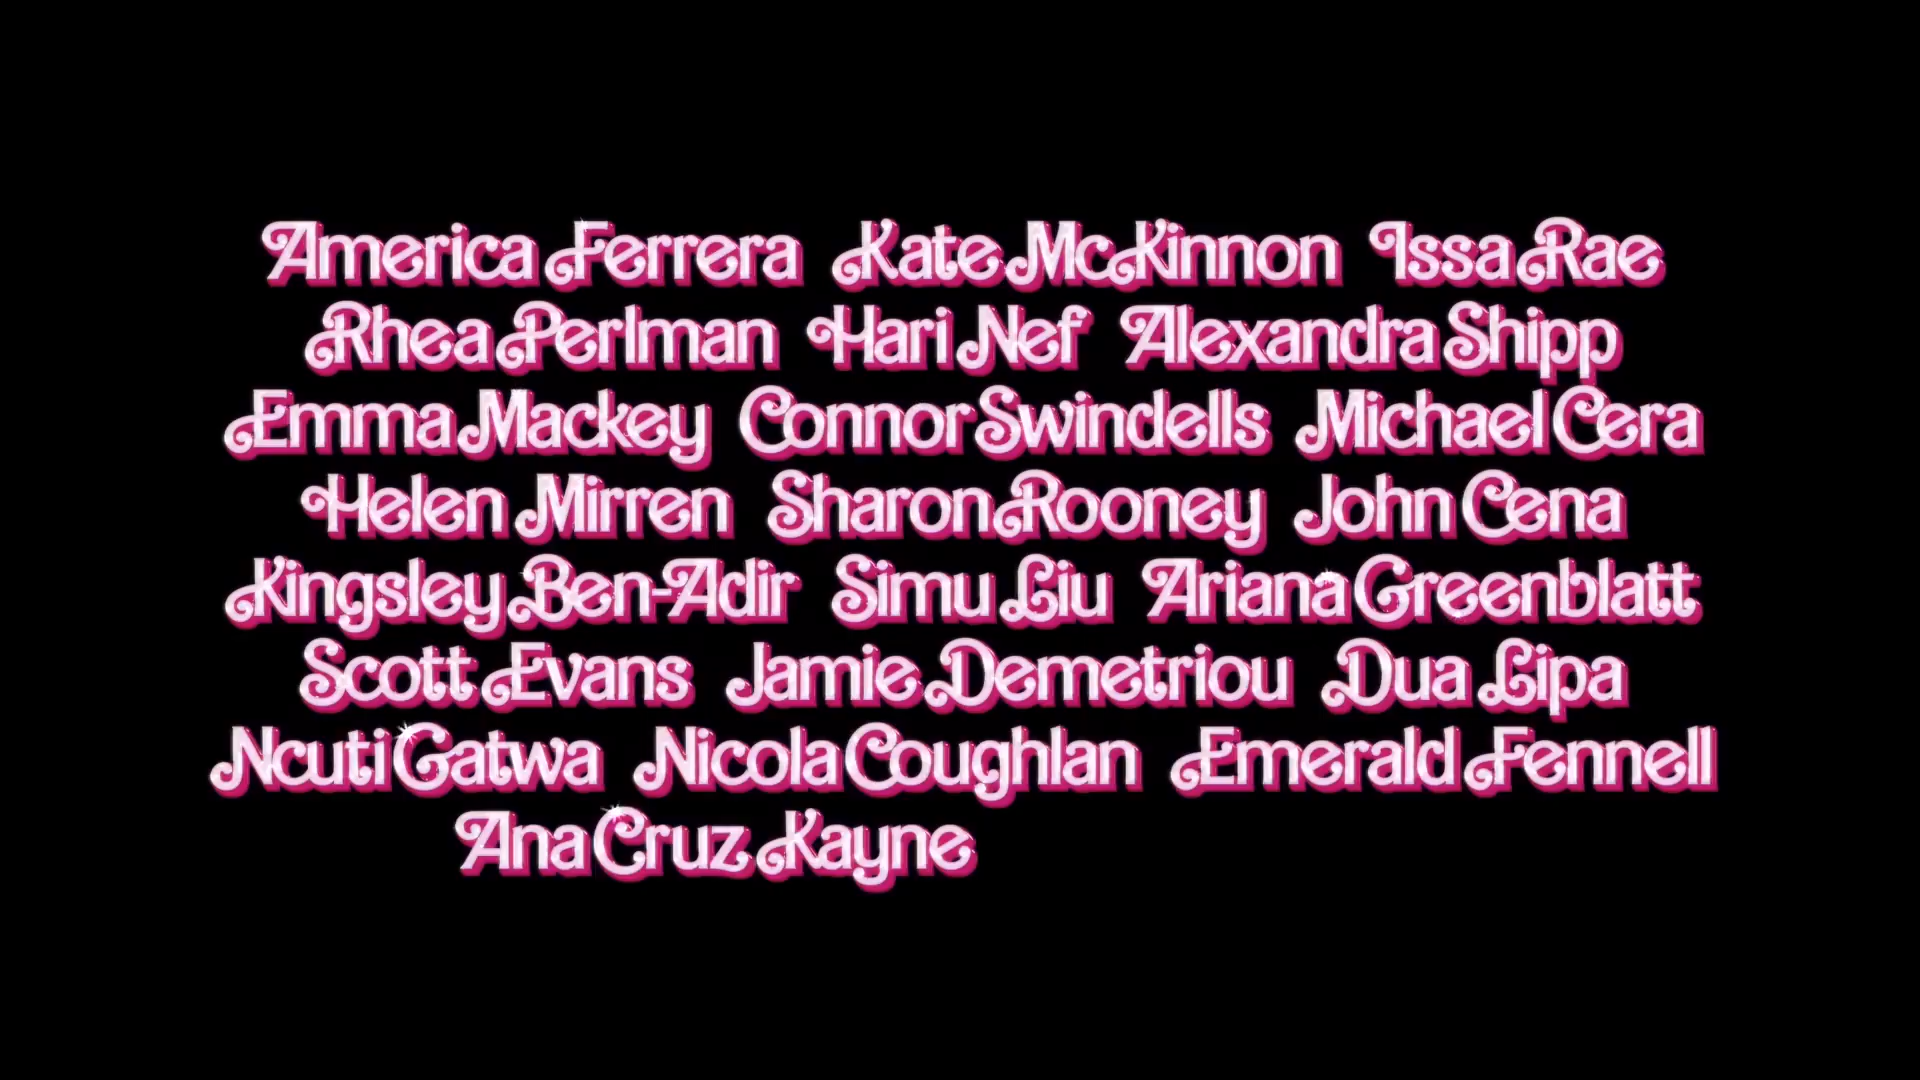 America Ferrera Kate McKinnon Issa Rae
Rhea Perlman Hari Nef Alexandra Shipp
Emma Mackey Connor Swindells Michael Cera
Helen Mirren Sharon Rooney John Cena
Kingsley Ben-Adir Simu Liu Ariana Greenblatt
Scott Evans Jamie Demetriou Dua Lipa
Ncuti Gatwa Nicola Coughlan Emerald Fennell
Ana Cruz Kayne